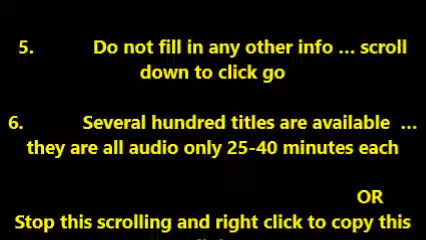 5. Do not fill in any other info ... scroll
down to click go
6. Several hundred titles are available ...
they are all audio only 25-40 minutes each
OR
Stop this scrolling and right click to copy this